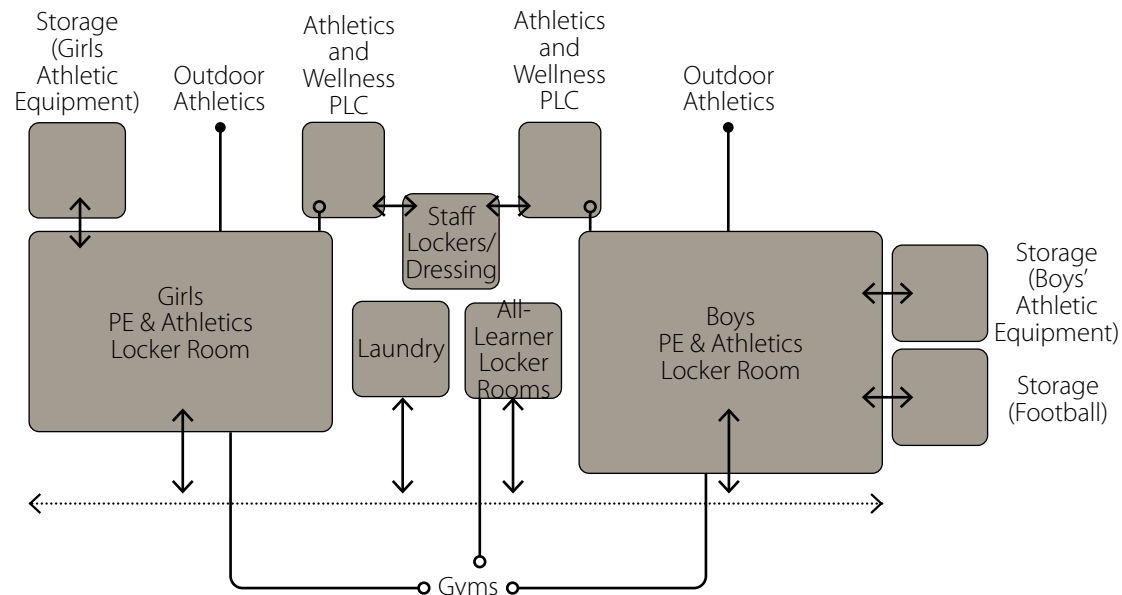 Storage
(Girls
Athletic
Equipment)
Outdoor
Athletics
Athletics
and
Wellness
PLC
Athletics
and
Wellness
PLC
Outdoor
Athletics
Staff
Lockers/
Dressing
Girls
PE & Athletics
Locker Room
Laundry
All-
Learner
Locker
Rooms
Boys
PE & Athletics
Locker Room
Storage
(Boys’
Athletic
Equipment)
Storage
(Football)
Gyms